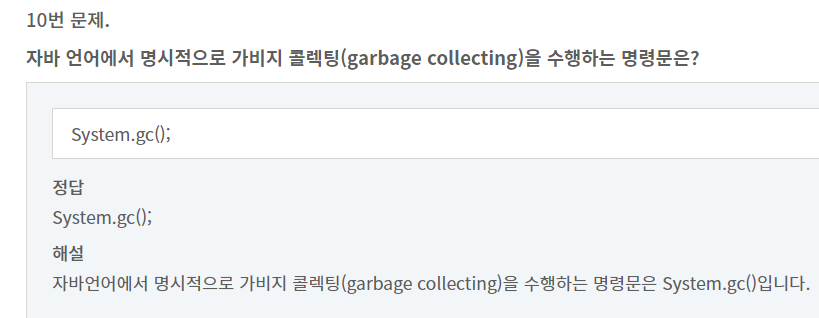 10번 문제.
자바 언어에서 명시적으로 가비지 콜렉팅(garbage collecting)을 수행하는 명령문은?
System.gc();
정답
System.gc();
해설
자바언어에서 명시적으로 가비지 콜렉팅(garbage collecting)을 수행하는 명령문은 System.gc()입니다.